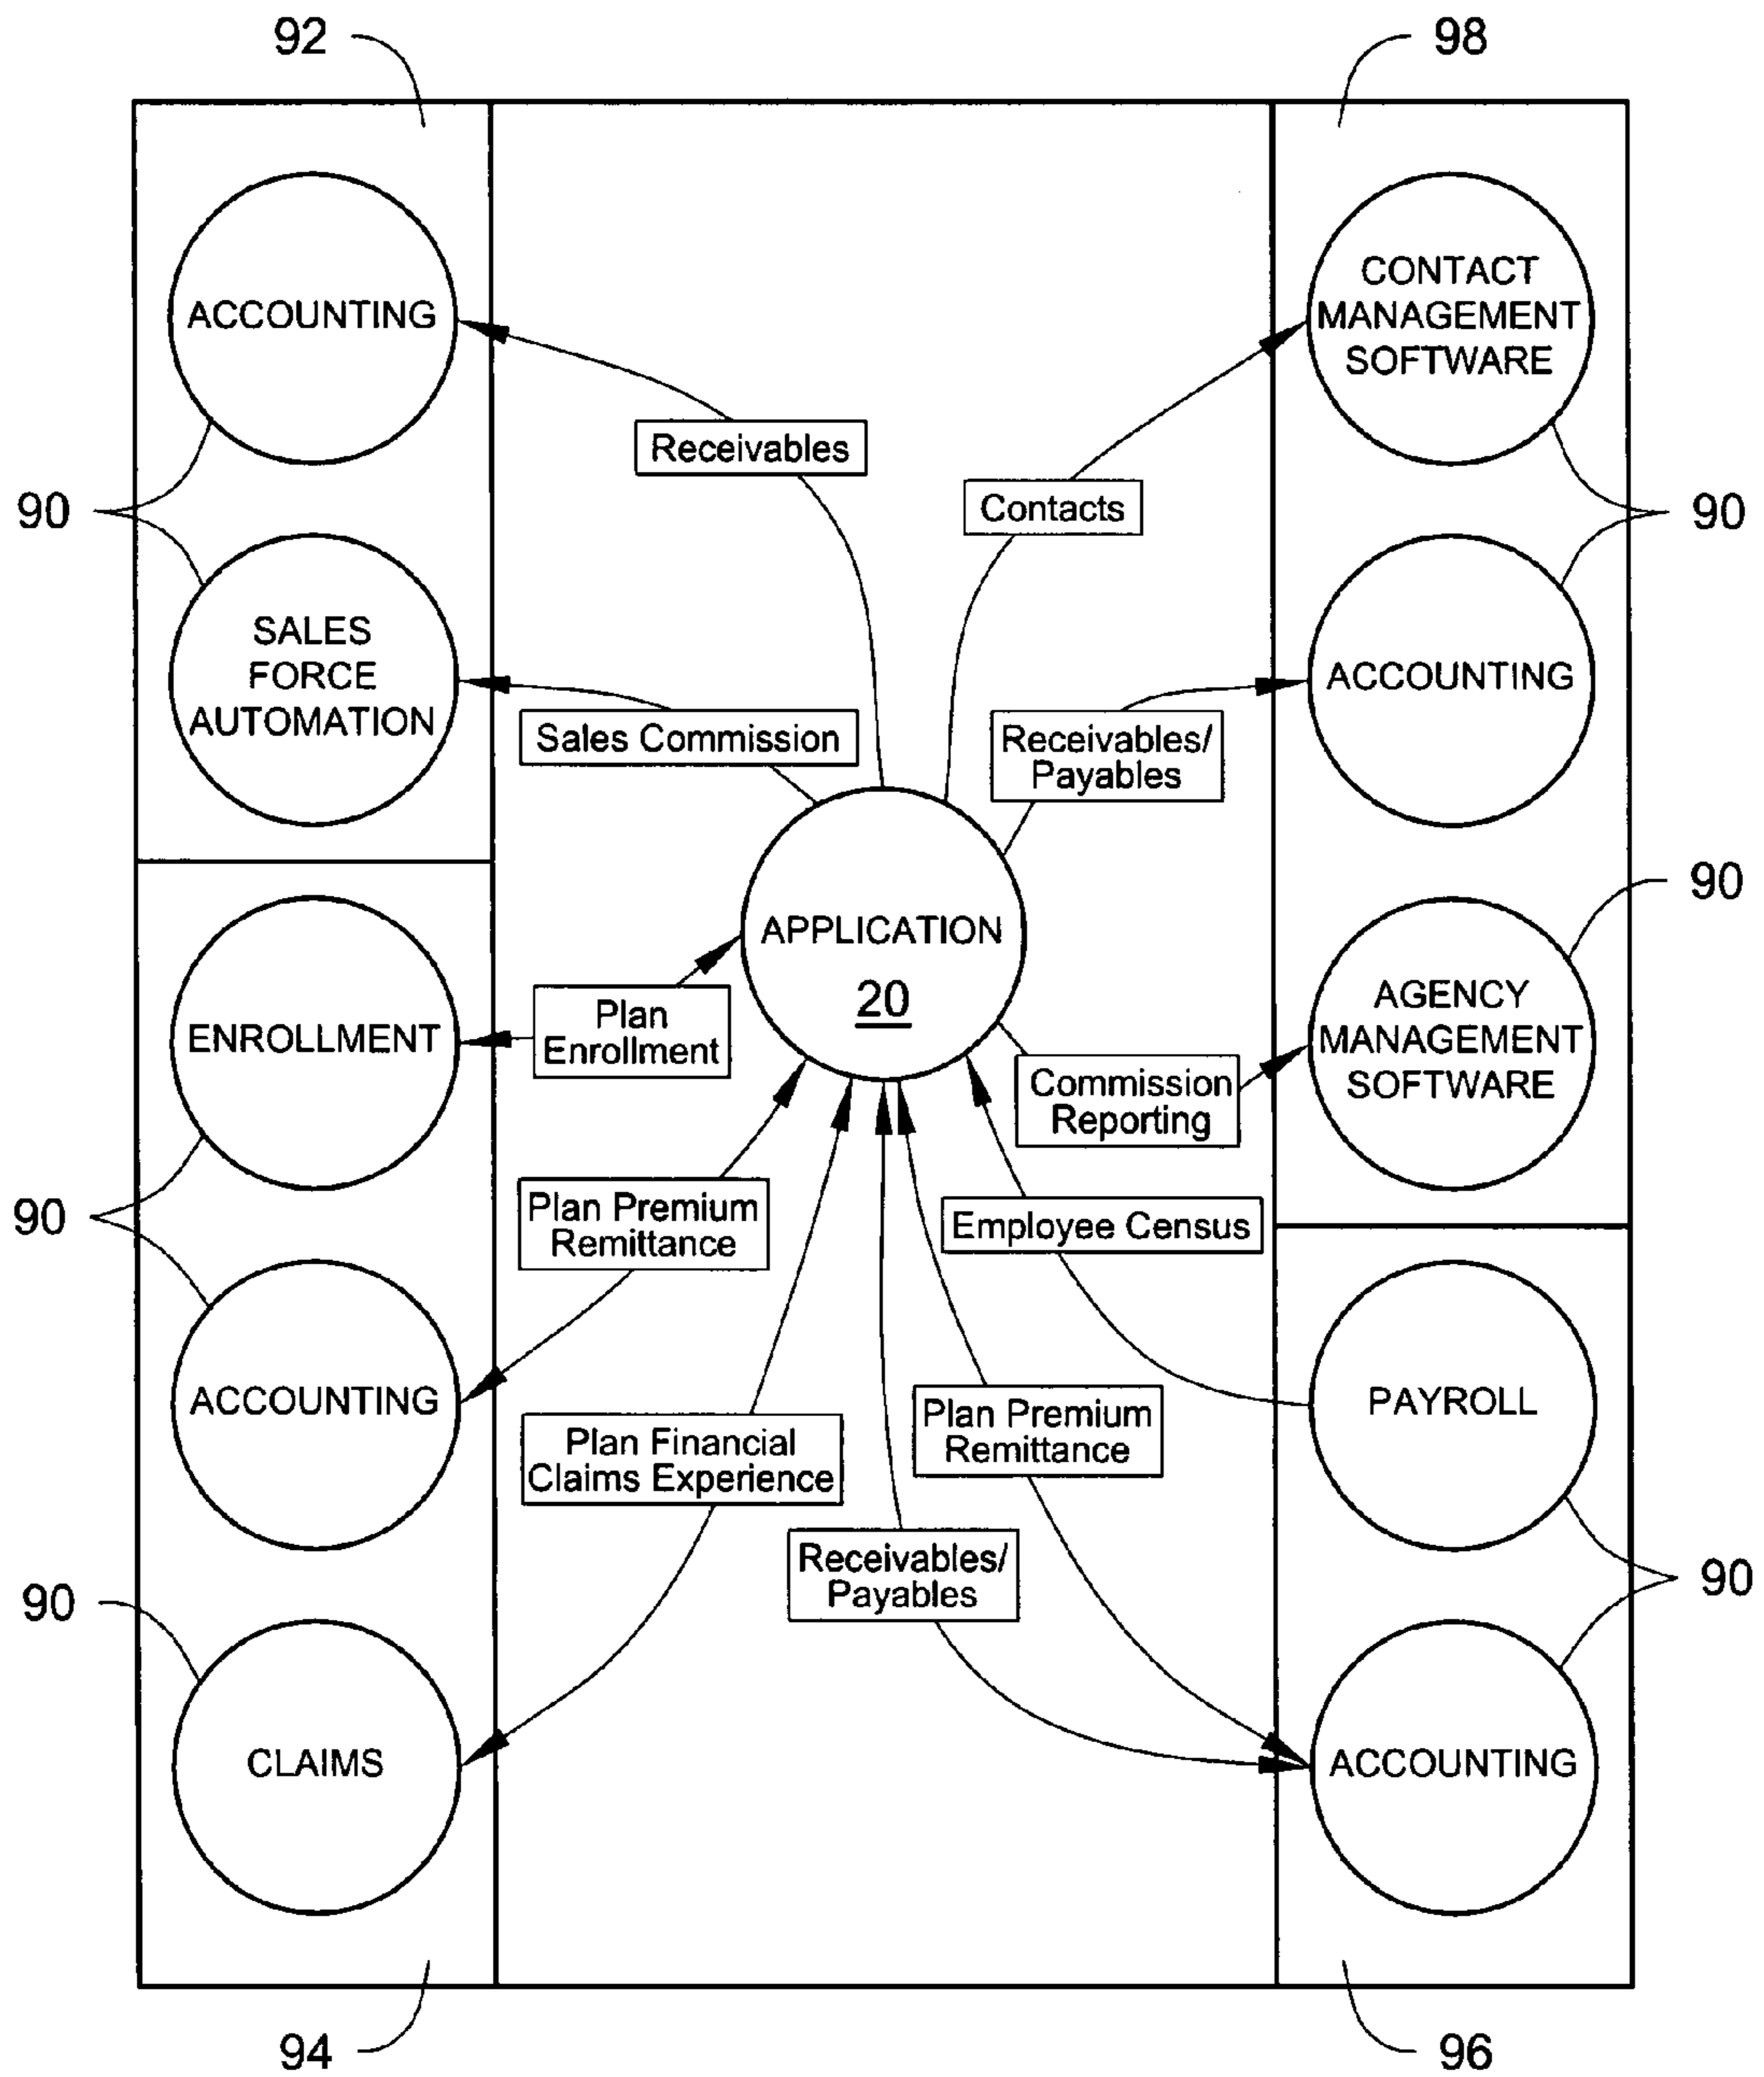 92
98
ACCOUNTING
CONTACT
MANAGEMENT
SOFTWARE
Receivables
Contacts
90
90
SALES
FORCE
AUTOMATION
ACCOUNTING
Sales Commission
Receivables/
Payables
90
APPLICATION
20
ENROLLMENT
Plan
Enrollment
AGENCY
MANAGEMENT
SOFTWARE
Commission
Reporting
90
Plan Premium
Remittance
Employee Census
ACCOUNTING
PAYROLL
Plan Financial
Claims Experience
Plan Premium
Remittance
90
Receivables/
Payables
90
CLAIMS
ACCOUNTING
94
96